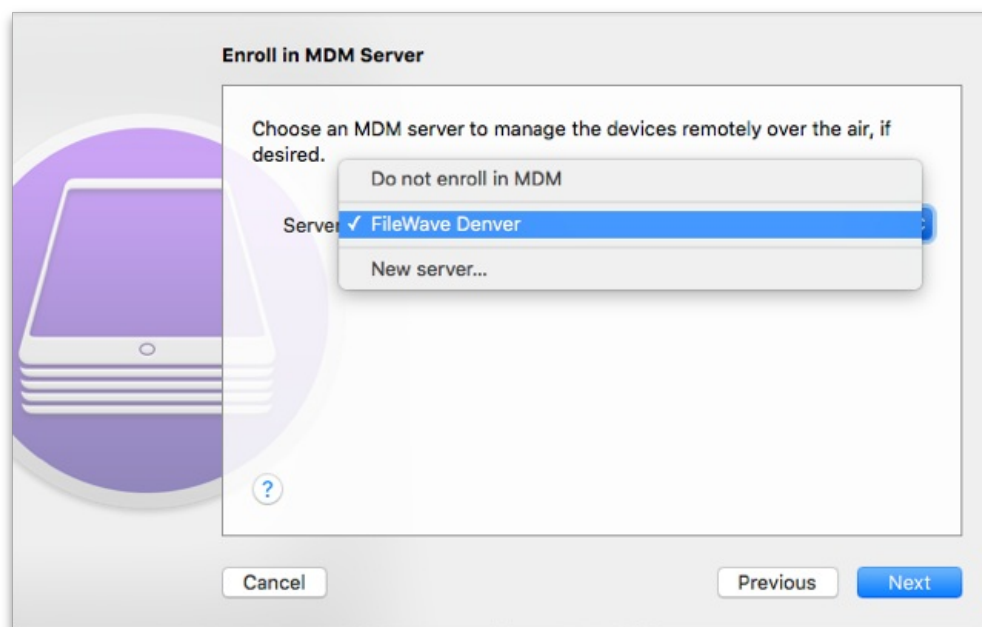 Enroll in MDM Server
Choose an MDM server to manage the devices remotely over the air, if
desired.
Do not enroll in MDM
Server ✓ FileWave Denver
New server...
?
Cancel Previous Next